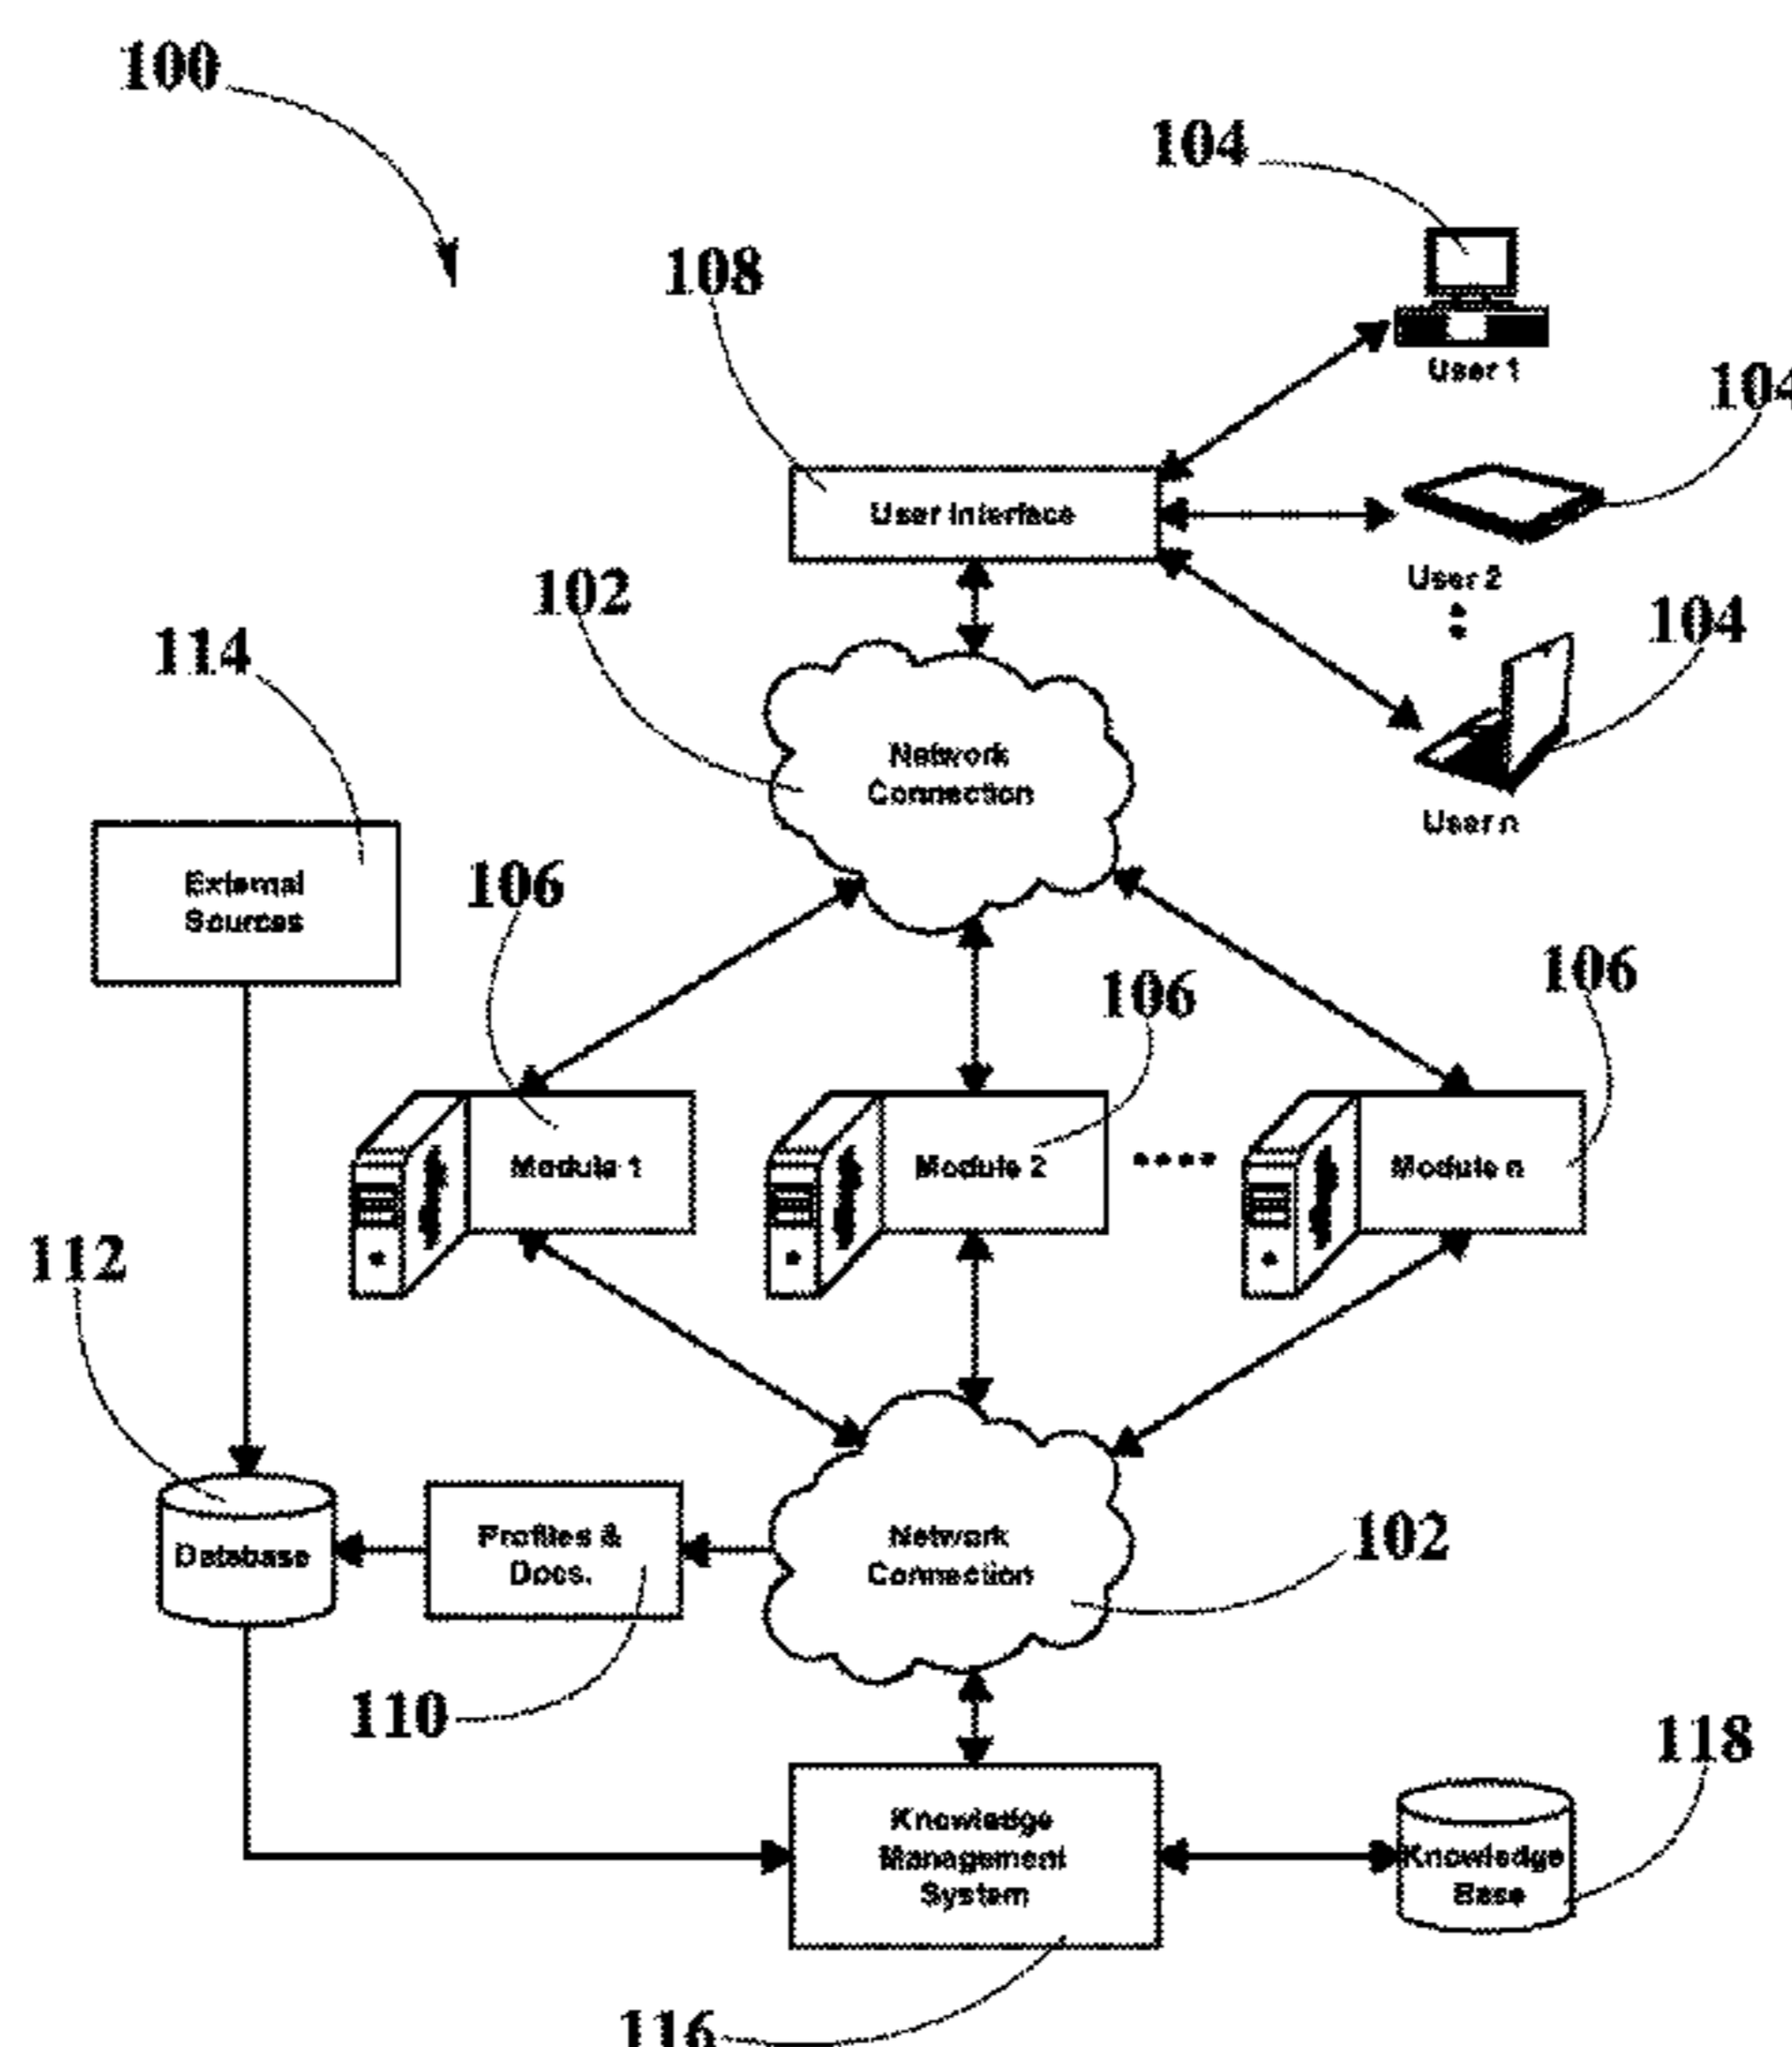 100
104
108
User 1
104
User Interface
User 2
102
104
114
Network
Connection
User n
External
Sources
106
106
106
Module 1
Module 2
Module n
112
Profiles &
Docs.
Database
Network
Connection
102
110
118
Knowledge
Management
System
Knowledge
Base
116